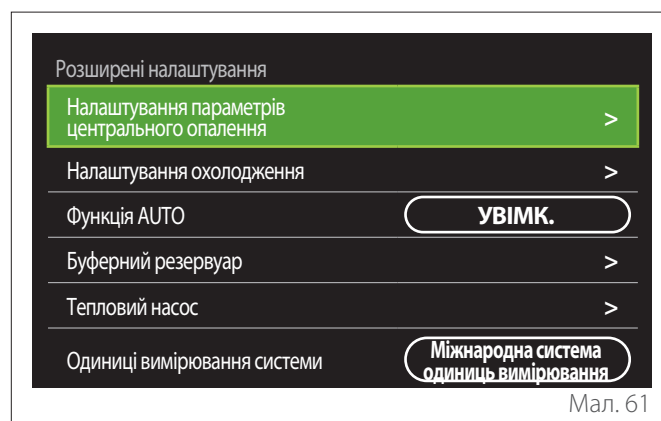 Розширені налаштування
Налаштування параметрів
центрального опалення >
Налаштування охолодження >
Функція AUTO УВІМК.
Буферний резервуар >
Тепловий насос >
Одиниці вимірювання системи Міжнародна система
одиниць вимірювання
Мал. 61